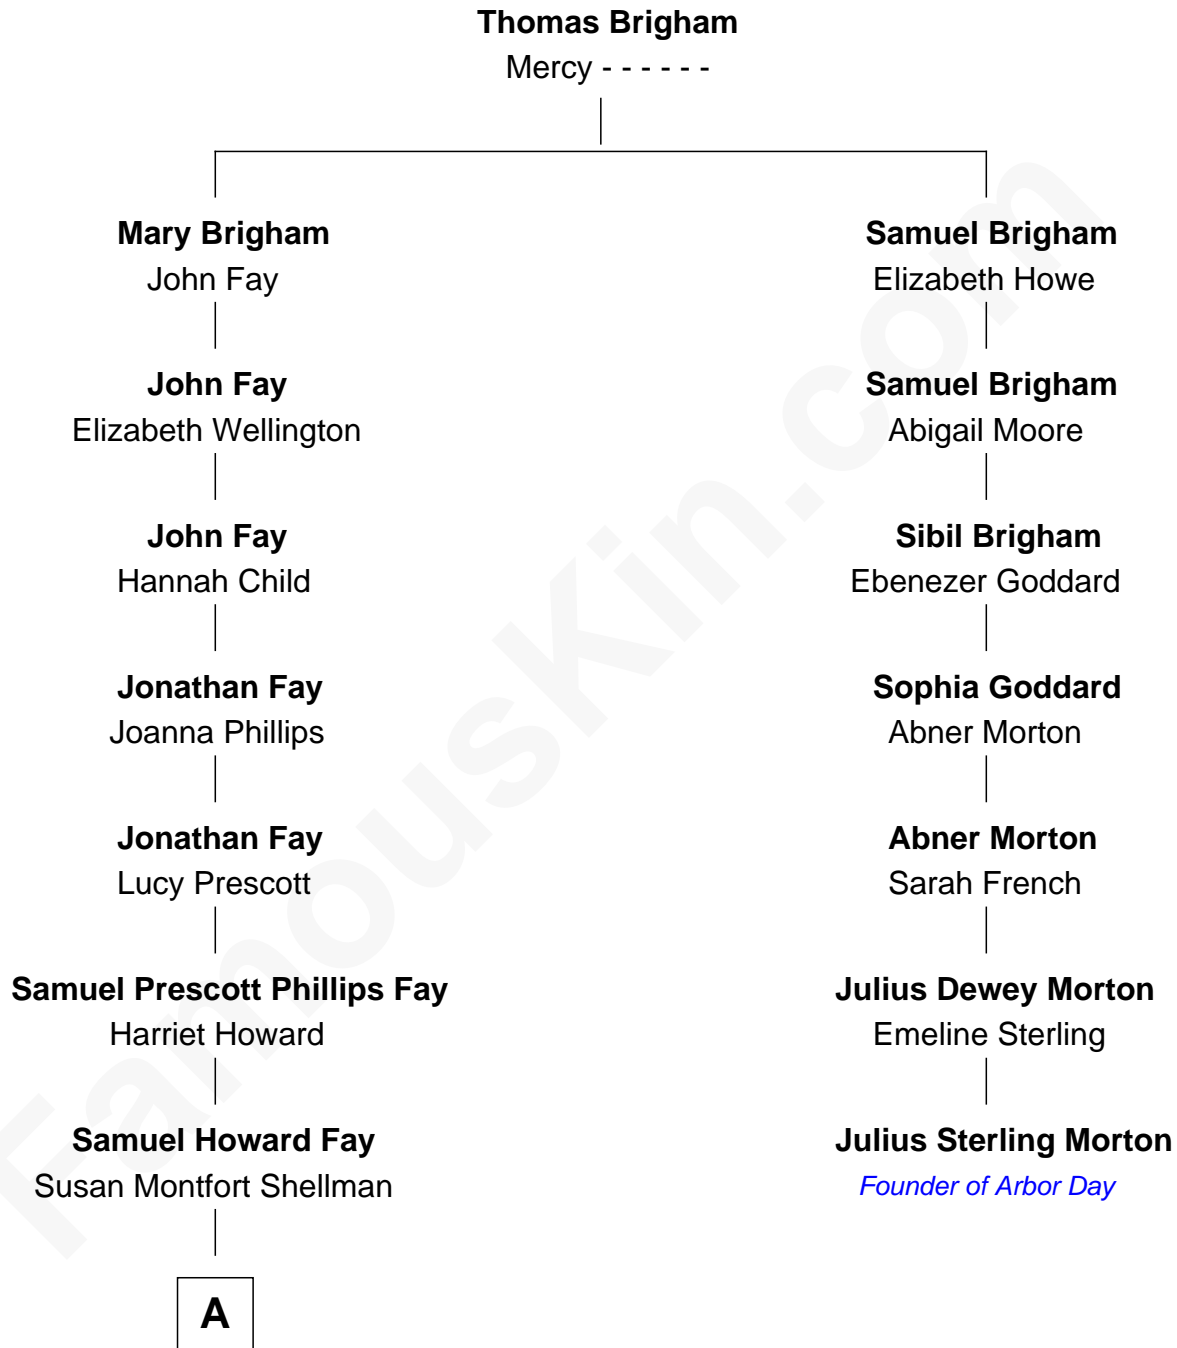 Thomas Brigham
Mercy - - - - - -
Mary Brigham
John Fay
Samuel Brigham
Elizabeth Howe
John Fay
Elizabeth Wellington
Samuel Brigham
Abigail Moore
John Fay
Hannah Child
Sibil Brigham
Ebenezer Goddard
Jonathan Fay
Joanna Phillips
Sophia Goddard
Abner Morton
Jonathan Fay
Lucy Prescott
Abner Morton
Sarah French
Samuel Prescott Phillips Fay
Harriet Howard
Julius Dewey Morton
Emeline Sterling
Samuel Howard Fay
Susan Montfort Shellman
Julius Sterling Morton
Founder of Arbor Day
A
FamousKin.com